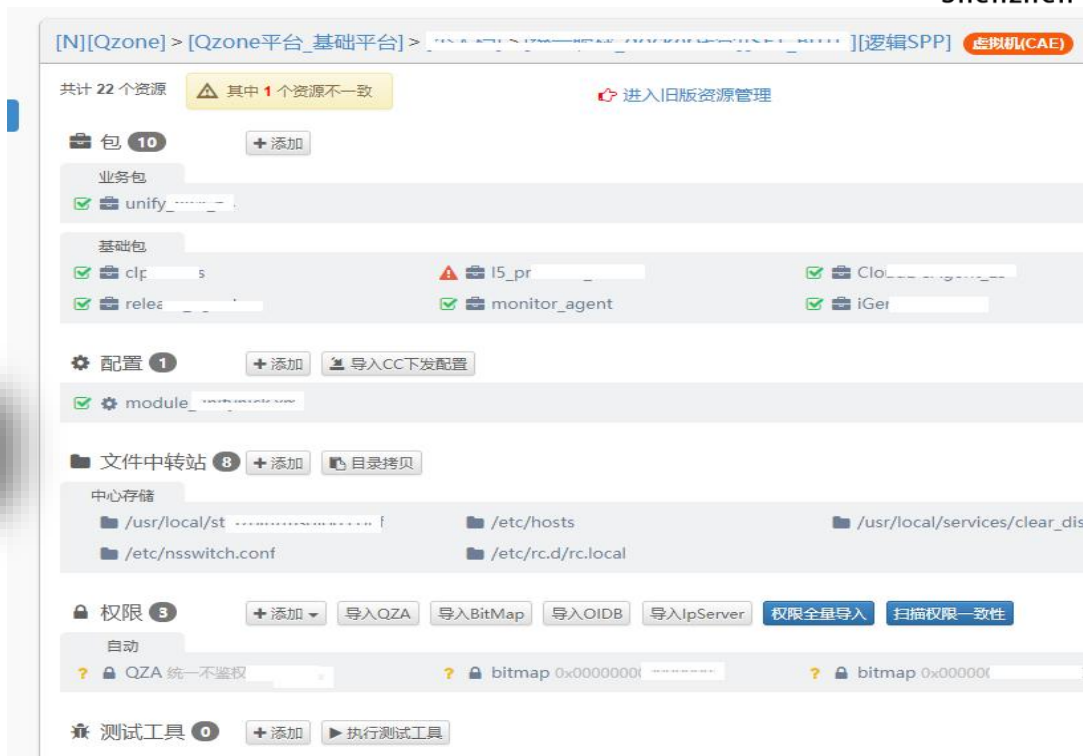 [N][Qzone] > [Qzone平台_基础平台] > ][逻辑SPP] 虚拟机(CAE)
共计 22 个资源 其中 1 个资源不一致 进入旧版资源管理
包 10 添加
业务包
unify_
基础包
clp s l5_pr
relea monitor_agent iGer
配置 1 添加 导入CC下发配置
module_
文件中转站 8 添加 目录拷贝
中心存储
/usr/local/st f /etc/hosts /usr/local/services/clear_dis
/etc/nsswitch.conf /etc/rc.d/rc.local
权限 3 添加 导入QZA 导入BitMap 导入OIDB 导入IpServer 权限全量导入 扫描权限一致性
自动
? QZA 统一不鉴权 ? bitmap 0x0000000 ? bitmap 0x000000
测试工具 0 添加 执行测试工具